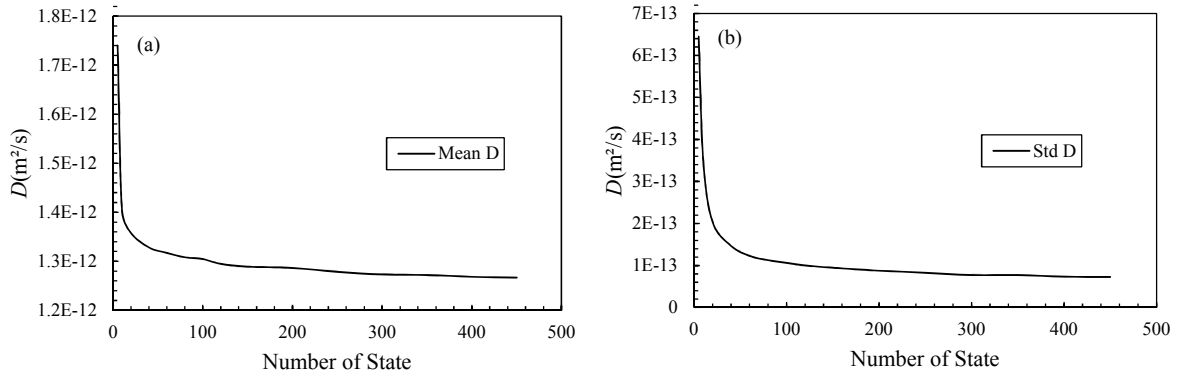 1.8E-12
1.7E-12
1.6E-12
1.5E-12
1.4E-12
1.3E-12
1.2E-12
D(m²/s)
(a)
Mean D
0 100 200 300 400 500
Number of State
7E-13
6E-13
5E-13
4E-13
3E-13
2E-13
1E-13
0
D(m²/s)
(b)
Std D
0 100 200 300 400 500
Number of State